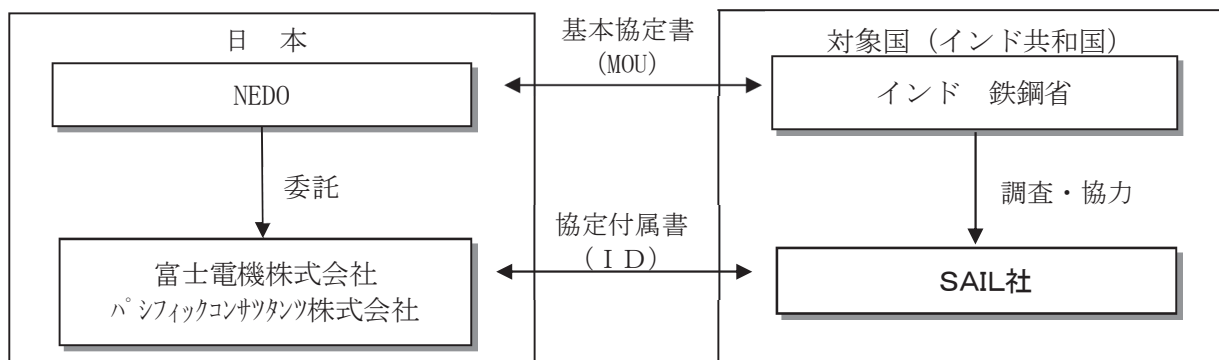 日 本
NEDO
委託
富士電機株式会社
パシフィックコンサツタンツ株式会社
基本協定書
(MOU)
協定付属書
(ID)
対象国(インド共和国)
インド 鉄鋼省
調査・協力
SAIL社